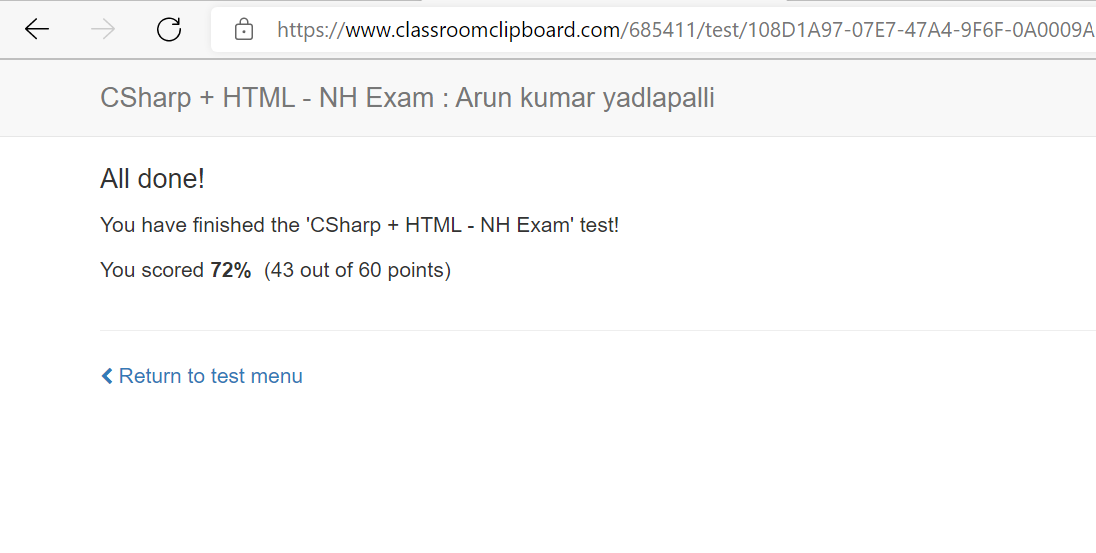 https://www.classroomclipboard.com/685411/test/108D1A97-07E7-47A4-9F6F-0A0009A
CSharp + HTML - NH Exam : Arun kumar yadlapalli
All done!
You have finished the 'CSharp + HTML - NH Exam' test!
You scored 72% (43 out of 60 points)
Return to test menu